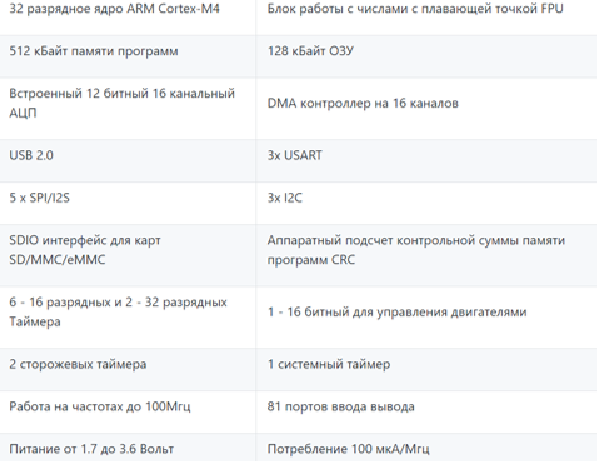 32 разрядное ядро ARM Cortex-M4
Блок работы с числами с плавающей точкой FPU
512 кБайт памяти программ
128 кБайт ОЗУ
Встроенный 12 битный 16 канальный
АЦП
DMA контроллер на 16 каналов
USB 2.0
3x USART
5 x SPI/I2S
3x I2C
SDIO интерфейс для карт
SD/MMC/eMMC
Аппаратный подсчет контрольной суммы памяти
программ CRC
6 - 16 разрядных и 2 - 32 разрядных
Таймера
1 - 16 битный для управления двигателями
2 сторожевых таймера
1 системный таймер
Работа на частотах до 100Мгц
81 портов ввода вывода
Питание от 1.7 до 3.6 Вольт
Потребление 100 мкА/Мгц